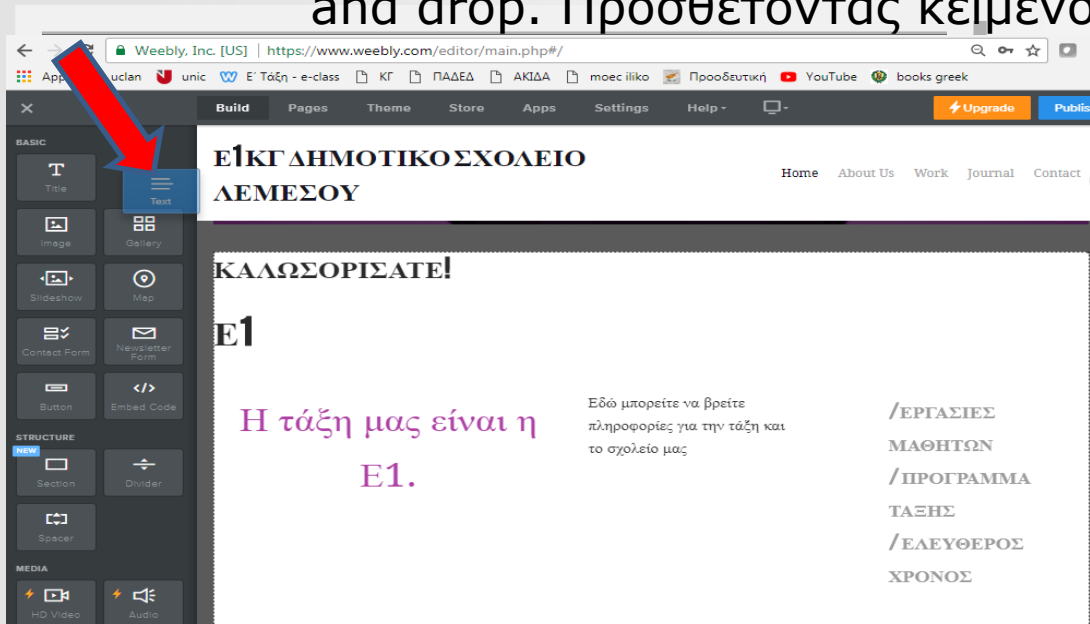 and drop. Προσθέτοντας κείμενο
Weebly, Inc. [US] | https://www.weebly.com/editor/main.php#/
uclan unic Ε΄ Τάξη - e-class ΚΓ ΠΑΔΕΔ ΑΚΙΔΑ moec iliko Προοδευτική YouTube books greek
Build Pages Theme Store Apps Settings Help Upgrade
BASIC
Title Text
Image Gallery
Slideshow Map
Contact Form Newsletter Form
Button Embed Code
STRUCTURE
NEW
Section Divider
Spacer
MEDIA
HD Video Audio
Ε1ΚΓ ΔΗΜΟΤΙΚΟ ΣΧΟΛΕΙΟ
ΛΕΜΕΣΟΥ
Home About Us Work Journal Contact
ΚΑΛΩΣΟΡΙΣΑΤΕ!
Ε1
Η τάξη μας είναι η
Ε1.
Εδώ μπορείτε να βρείτε
πληροφορίες για την τάξη και
το σχολείο μας
/ΕΡΓΑΣΙΕΣ
ΜΑΘΗΤΩΝ
/ΠΡΟΓΡΑΜΜΑ
ΤΑΞΗΣ
/ΕΛΕΥΘΕΡΟΣ
ΧΡΟΝΟΣ